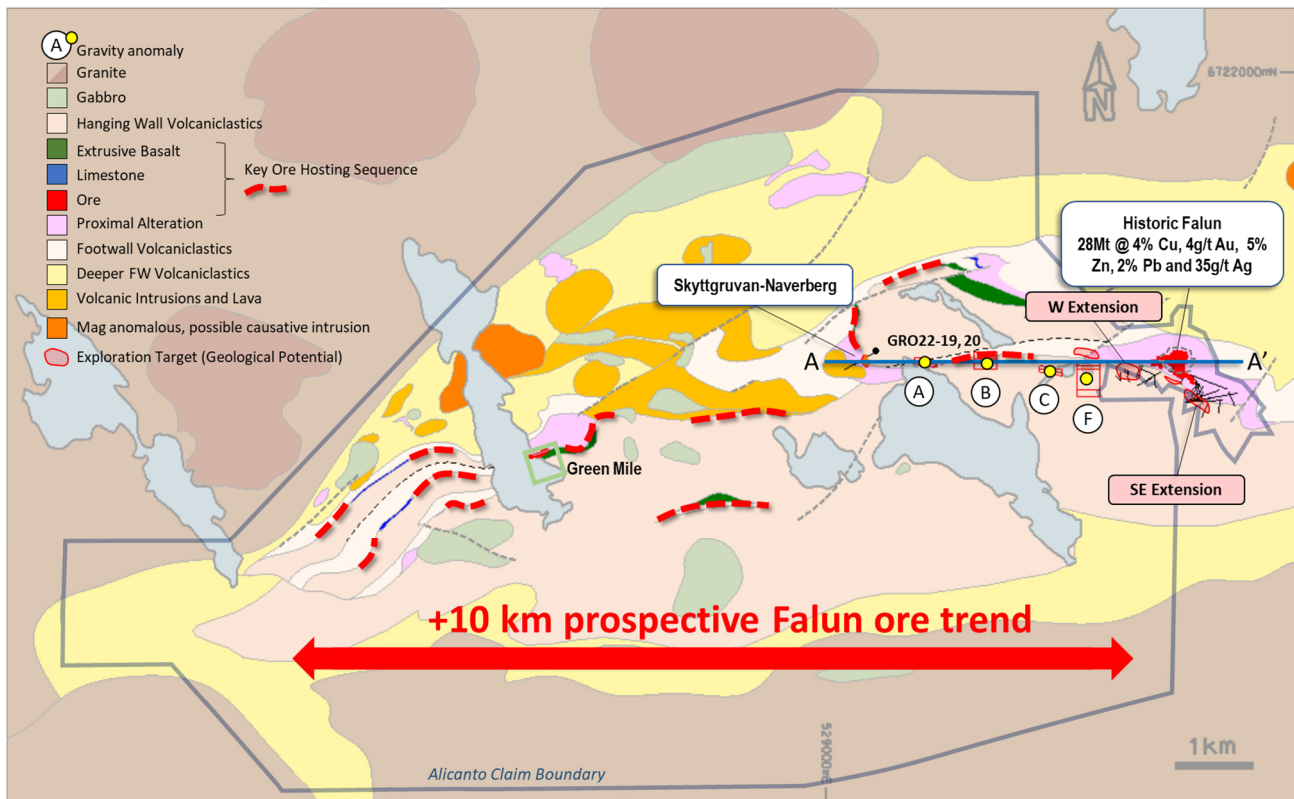 A
Gravity anomaly
Granite
Gabbro
Hanging Wall Volcaniclastics
Extrusive Basalt
Limestone
Key Ore Hosting Sequence
Ore
Proximal Alteration
Footwall Volcaniclastics
Deeper FW Volcaniclastics
Volcanic Intrusions and Lava
Mag anomalous, possible causative intrusion
Exploration Target (Geological Potential)
N
6722000mN
Historic Falun
28Mt @ 4% Cu, 4g/t Au, 5%
Zn, 2% Pb and 35g/t Ag
Skyttgruvan-Naverberg
W Extension
GRO22-19, 20
A
A'
A
B
C
F
Green Mile
SE Extension
+10 km prospective Falun ore trend
529000mE
1km
Alicanto Claim Boundary